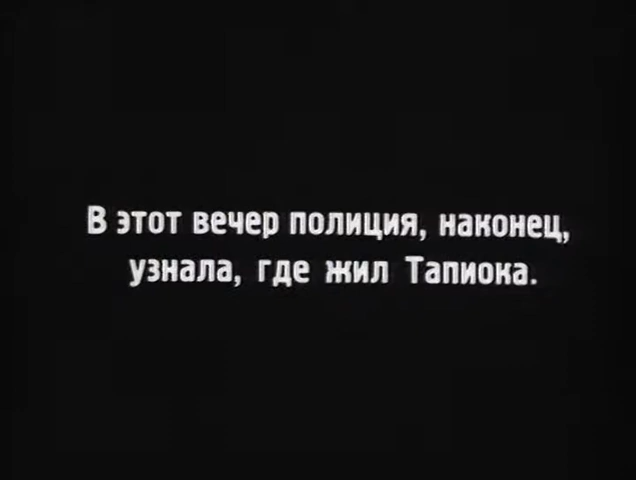 В этот вечер полиция, наконец,
узнала, где жил Тапиока.